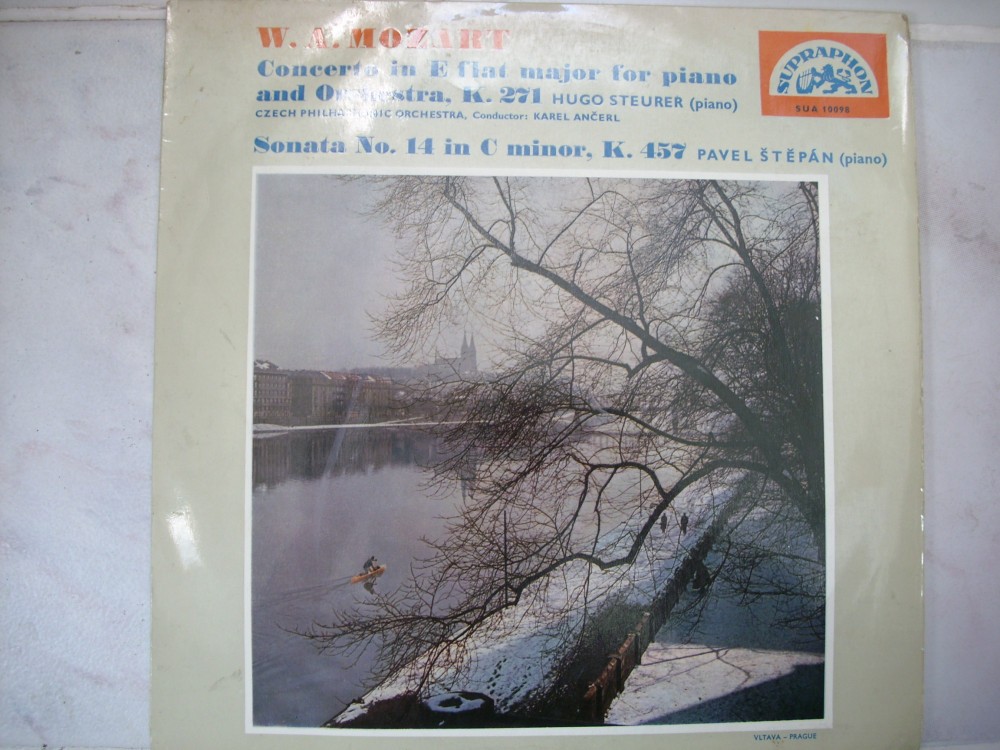 W. A. MOZART
Concerto in E flat major for piano
and Orchestra, K. 271 HUGO STEURER (piano)
CZECH PHILHARMONIC ORCHESTRA, Conductor: KAREL ANČERL
Sonata No. 14 in C minor, K. 457 PAVEL ŠTĚPÁN (piano)
SUPRAPHON
SUA 10098
VLTAVA – PRAGUE